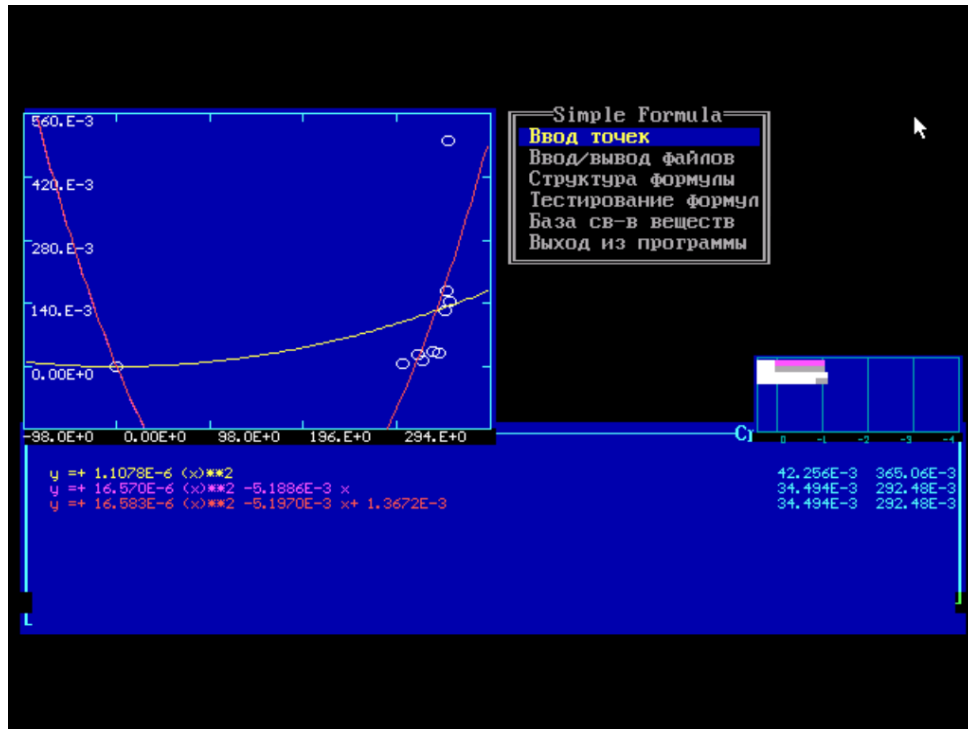 560.E-3
420.E-3
280.E-3
140.E-3
0.00E+0
-98.0E+0 0.00E+0 98.0E+0 196.E+0 294.E+0
Simple Formula
Ввод точек
Ввод/вывод файлов
Структура формулы
Тестирование формул
База св-в веществ
Выход из программы
0 -1 -2 -3 -4
y =+ 1.1078E-6 (x)**2 42.256E-3 365.06E-3
y =+ 16.570E-6 (x)**2 -5.1886E-3 x 34.494E-3 292.48E-3
y =+ 16.583E-6 (x)**2 -5.1970E-3 x+ 1.3672E-3 34.494E-3 292.48E-3